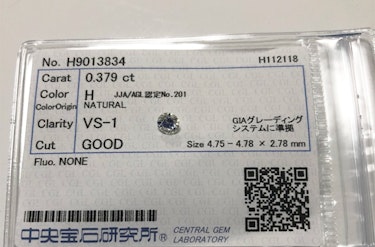 No. H9013834 H112118
Carat 0.379 ct
Color H JJA/AGL認定No.201
ColorOrigin NATURAL
Clarity VS-1 GIAグレーディング
システムに準拠
Cut GOOD Size 4.75 - 4.78 × 2.78 mm
Fluo. NONE
中央宝石研究所® CENTRAL GEM
LABORATORY